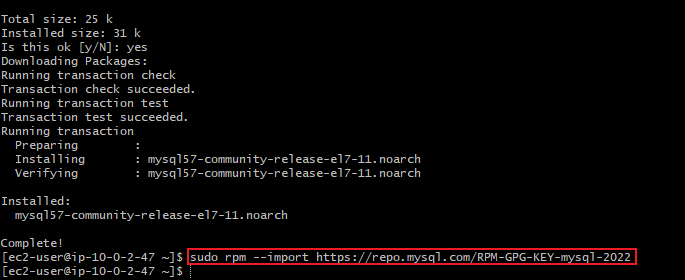 Total size: 25 k
Installed size: 31 k
Is this ok [y/N]: yes
Downloading Packages:
Running transaction check
Transaction check succeeded.
Running transaction test
Transaction test succeeded.
Running transaction
  Preparing        :
  Installing       : mysql57-community-release-el7-11.noarch
  Verifying        : mysql57-community-release-el7-11.noarch

Installed:
  mysql57-community-release-el7-11.noarch

Complete!
[ec2-user@ip-10-0-2-47 ~]$ sudo rpm --import https://repo.mysql.com/RPM-GPG-KEY-mysql-2022
[ec2-user@ip-10-0-2-47 ~]$